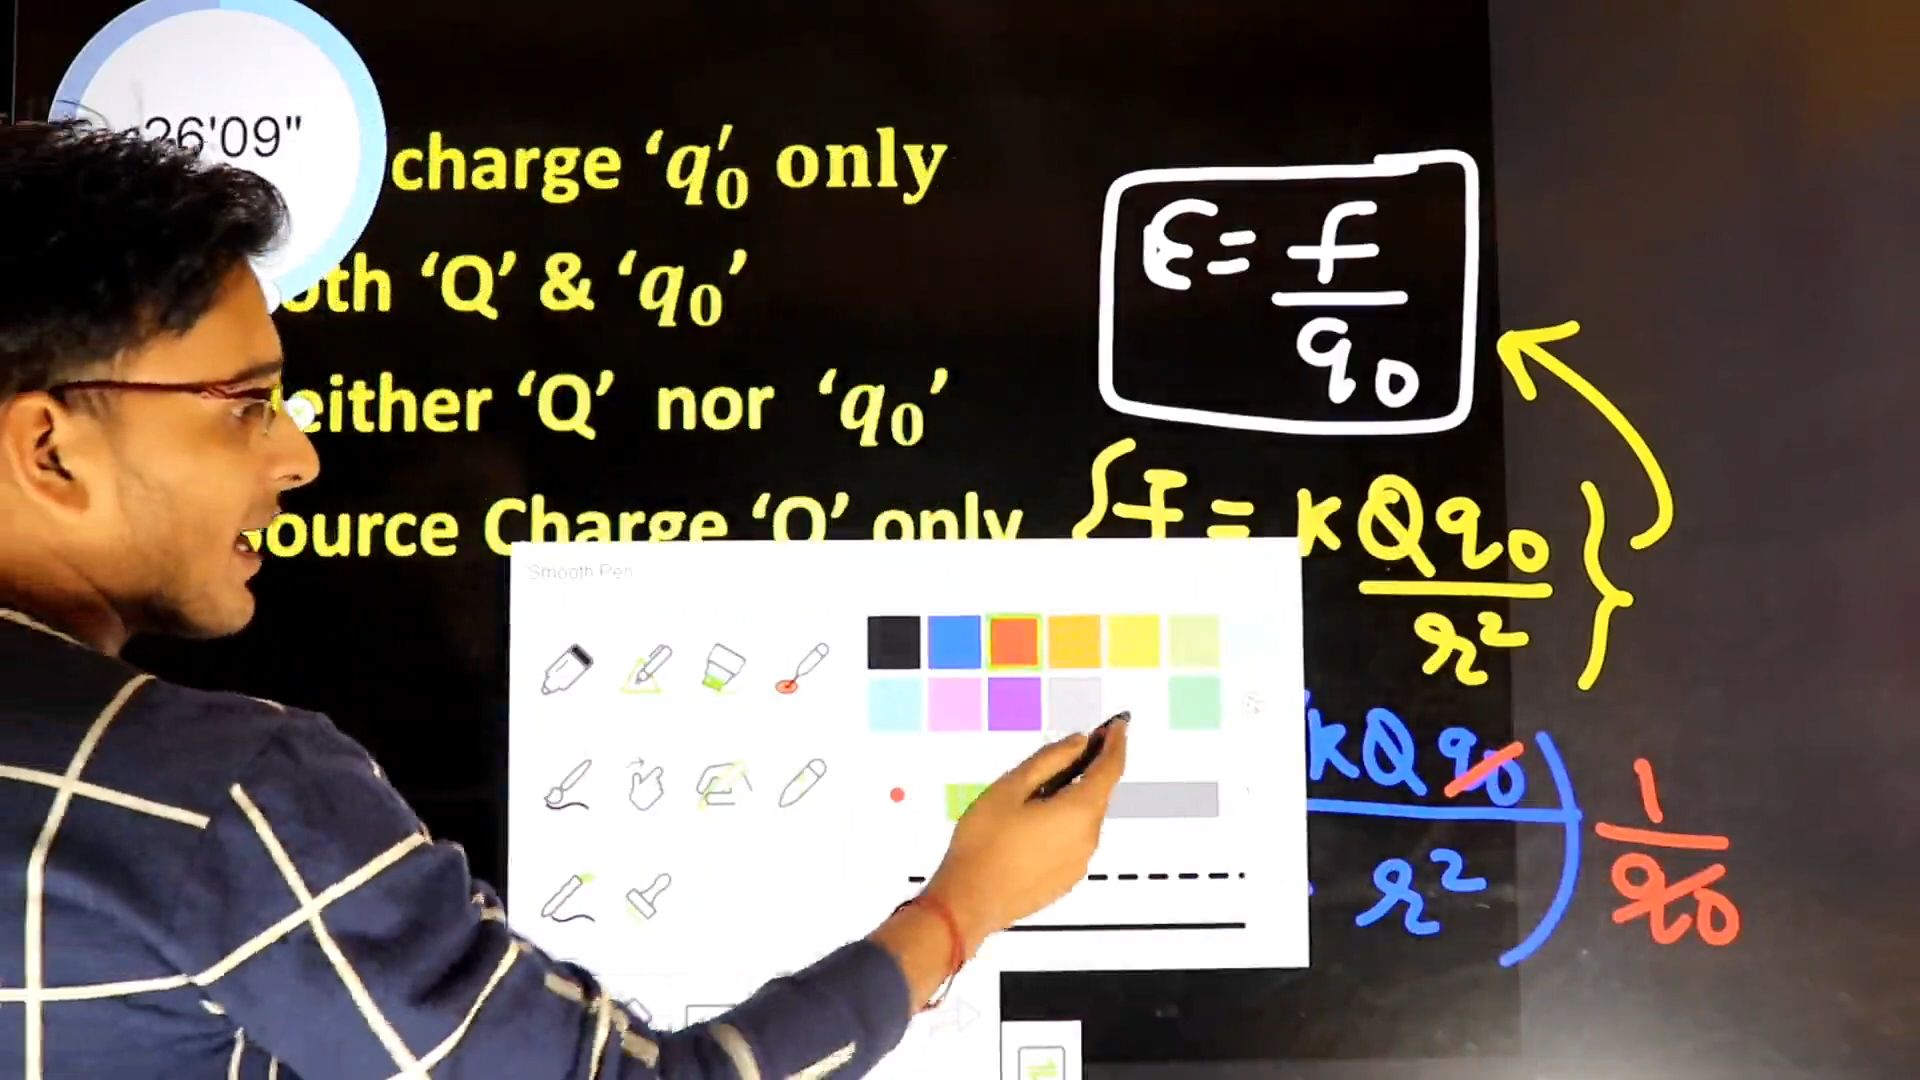 26'09"
charge ‘q′₀ only
oth ‘Q’ & ‘q₀’
either ‘Q’ nor ‘q₀’
ource Charge ‘Q’ only
E = F/q₀
{F = KQq₀/r²}
Smooth Pen
KQq₀/r²) 1/q₀